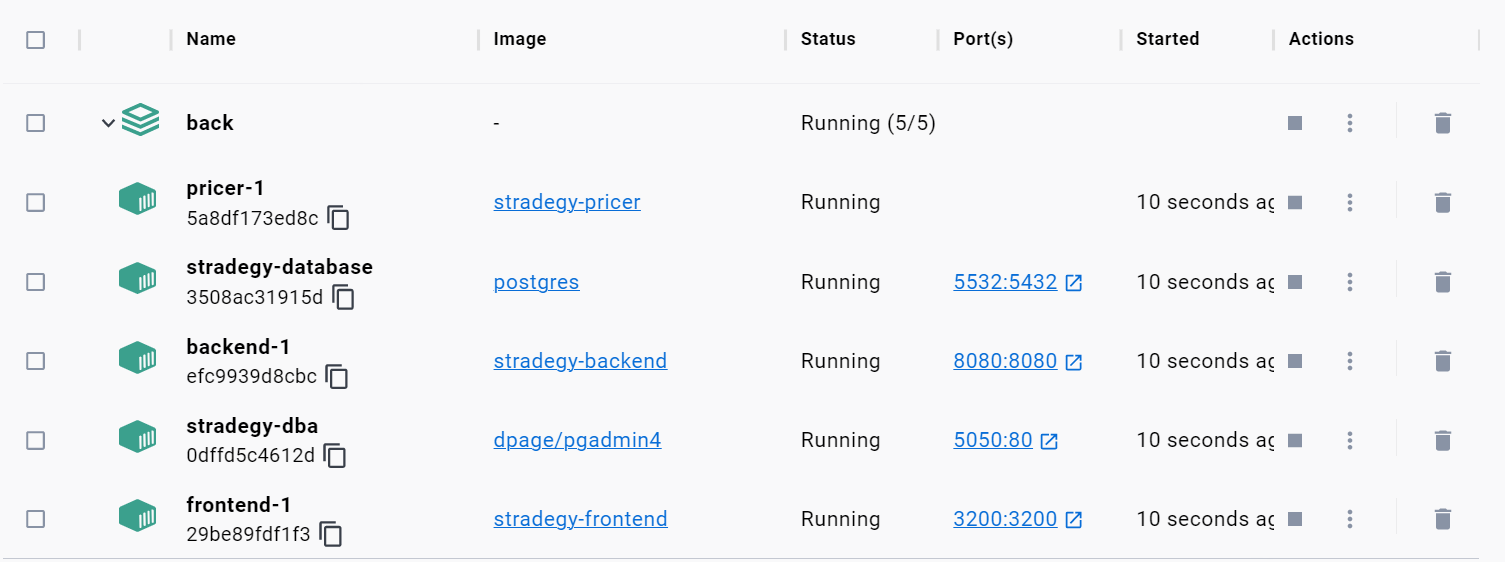 Name Image Status Port(s) Started Actions
back - Running (5/5)
pricer-1
5a8df173ed8c stradegy-pricer Running 10 seconds ag
stradegy-database
3508ac31915d postgres Running 5532:5432 10 seconds ag
backend-1
efc9939d8cbc stradegy-backend Running 8080:8080 10 seconds ag
stradegy-dba
0dffd5c4612d dpage/pgadmin4 Running 5050:80 10 seconds ag
frontend-1
29be89fdf1f3 stradegy-frontend Running 3200:3200 10 seconds ag